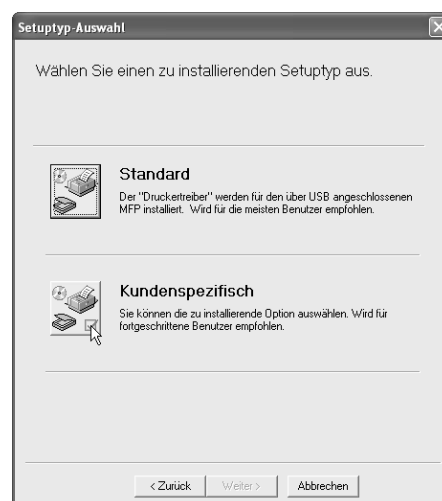 Setuptyp-Auswahl
Wählen Sie einen zu installierenden Setuptyp aus.
Standard
Der "Druckertreiber" werden für den über USB angeschlossenen
MFP installiert. Wird für die meisten Benutzer empfohlen.
Kundenspezifisch
Sie können die zu installierende Option auswählen. Wird für
fortgeschrittene Benutzer empfohlen.
< Zurück Weiter > Abbrechen